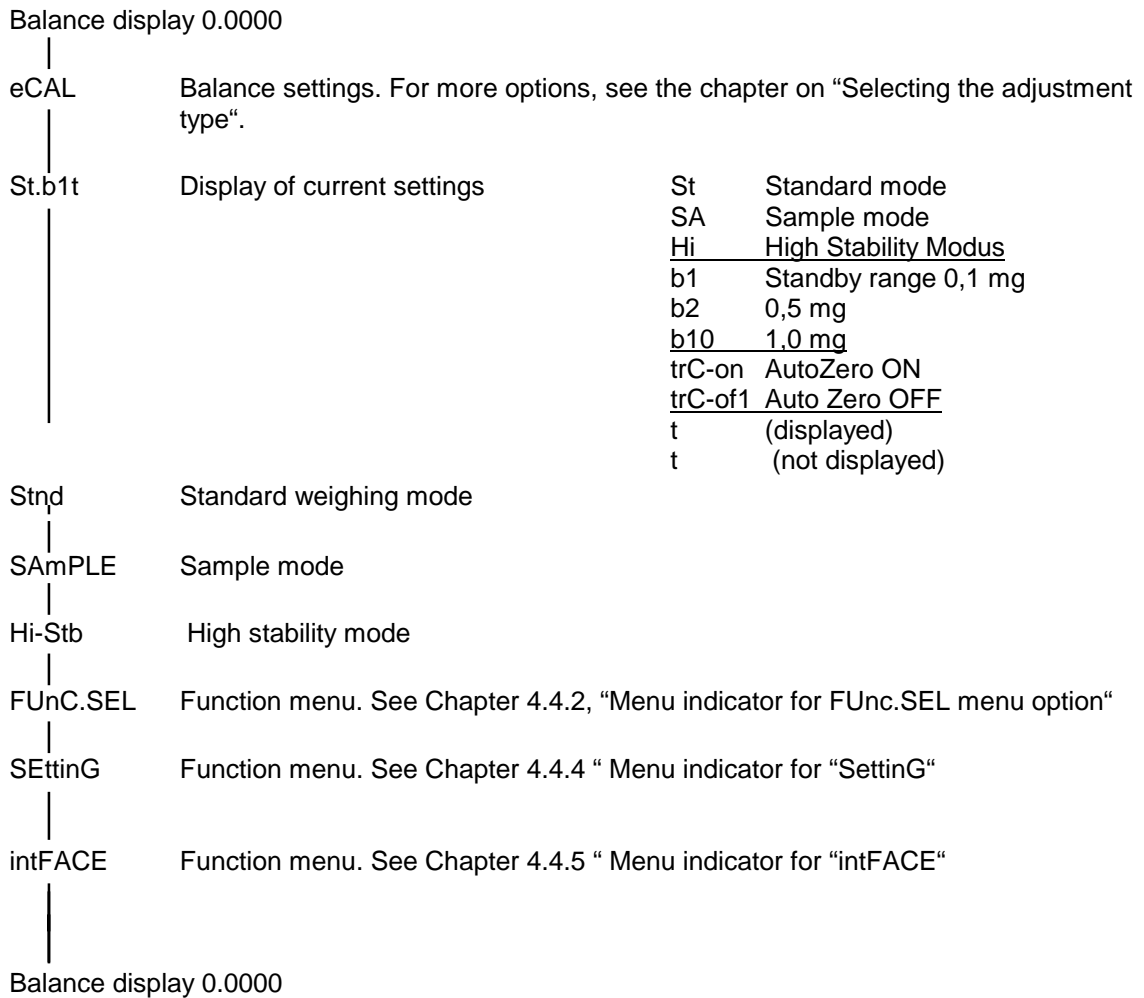 Balance display 0.0000
eCAL Balance settings. For more options, see the chapter on “Selecting the adjustment
type“.
St.b1t Display of current settings St Standard mode
SA Sample mode
Hi High Stability Modus
b1 Standby range 0,1 mg
b2 0,5 mg
b10 1,0 mg
trC-on AutoZero ON
trC-of1 Auto Zero OFF
t (displayed)
t (not displayed)
Stnd Standard weighing mode
SAmPLE Sample mode
Hi-Stb High stability mode
FUnC.SEL Function menu. See Chapter 4.4.2, “Menu indicator for FUnc.SEL menu option“
SEttinG Function menu. See Chapter 4.4.4 “ Menu indicator for “SettinG“
intFACE Function menu. See Chapter 4.4.5 “ Menu indicator for “intFACE“
Balance display 0.0000